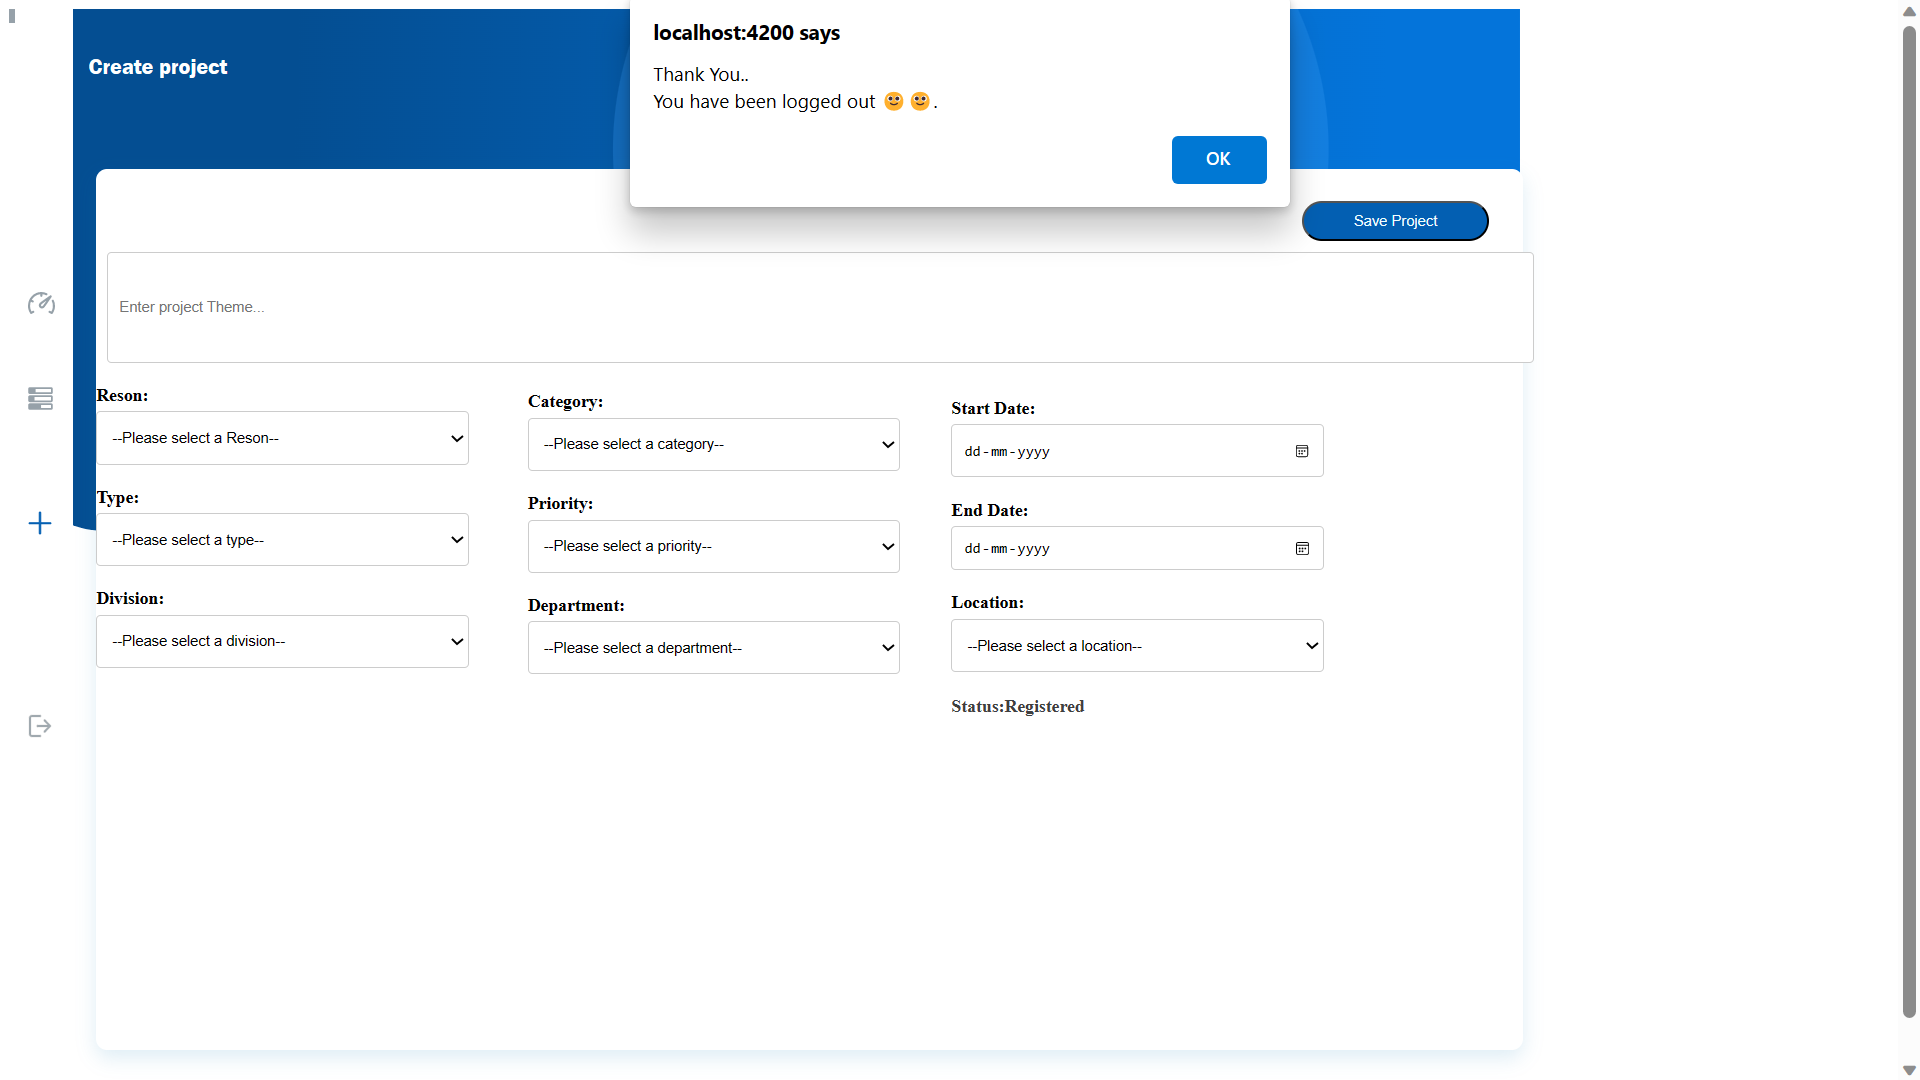 localhost:4200 says
Thank You..
You have been logged out 🙂 🙂 .
OK
Create project
Save Project
Enter project Theme...
Reson:
--Please select a Reson--
Category:
--Please select a category--
Start Date:
dd-mm-yyyy
Type:
--Please select a type--
Priority:
--Please select a priority--
End Date:
dd-mm-yyyy
Division:
--Please select a division--
Department:
--Please select a department--
Location:
--Please select a location--
Status:Registered